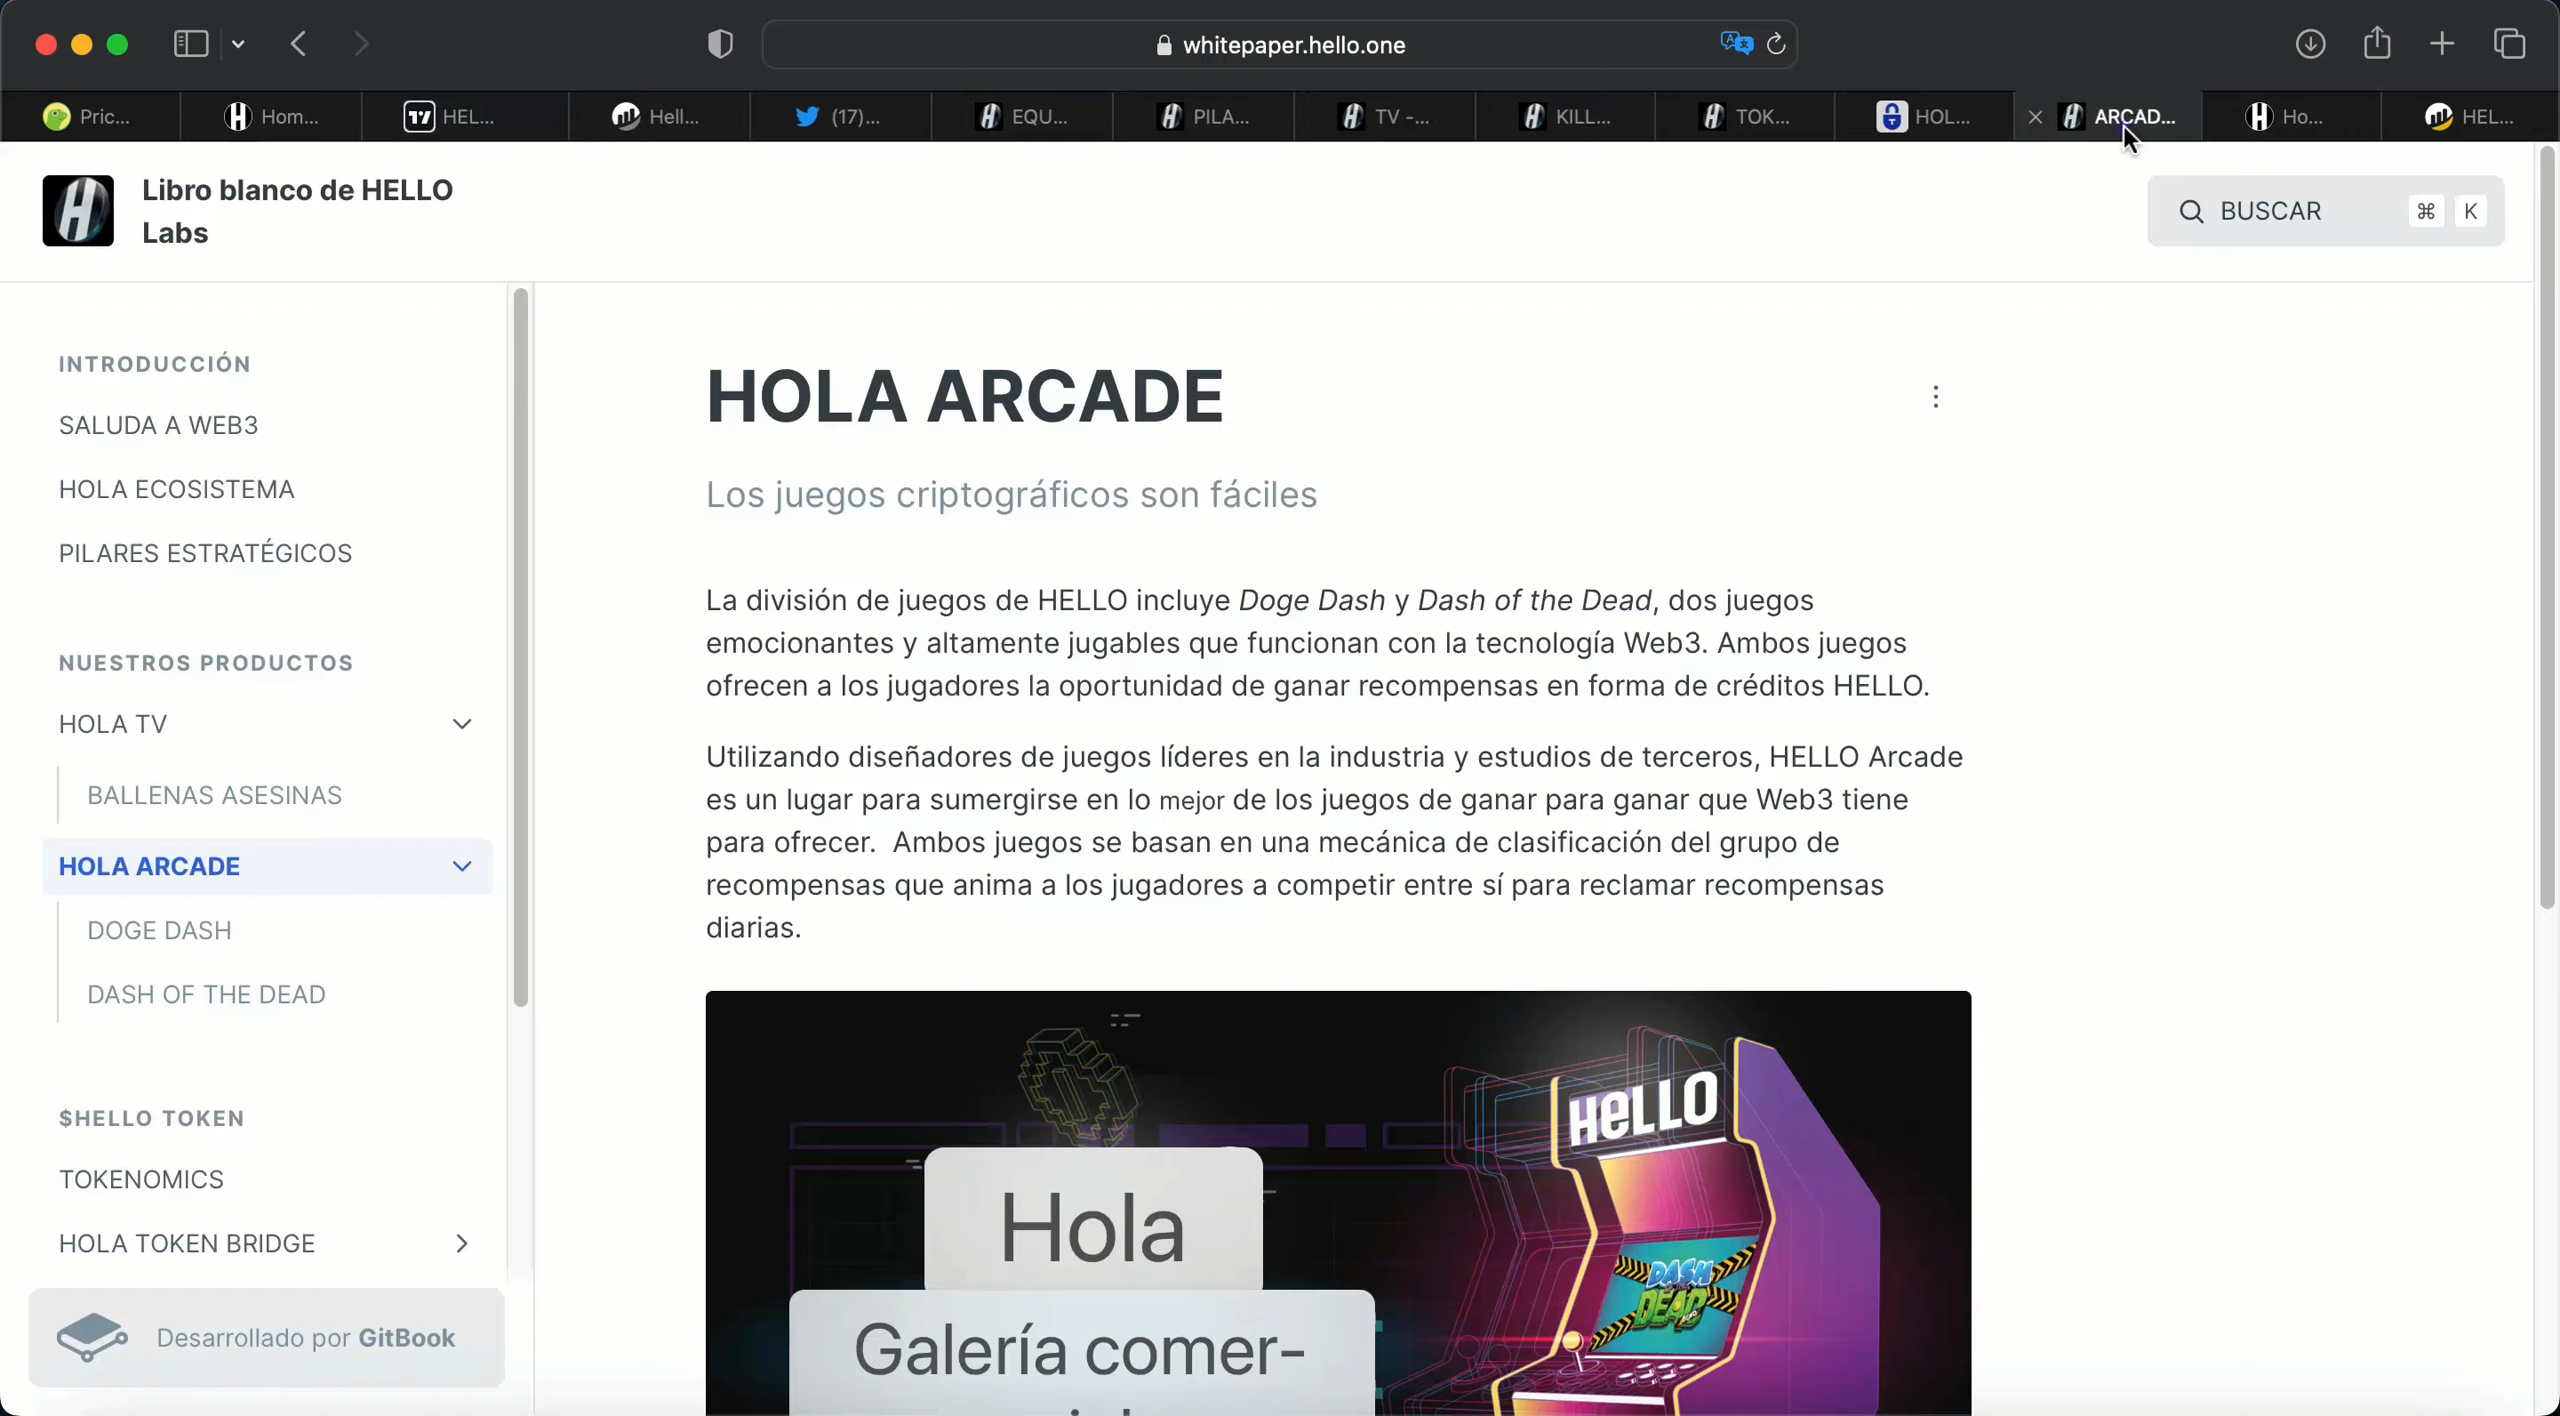 whitepaper.hello.one
Pric...
Hom...
HEL...
Hell...
(17)...
EQU...
PILA...
TV -...
KILL...
TOK...
HOL...
ARCAD...
Ho...
HEL...
Libro blanco de HELLO
Labs
BUSCAR
⌘ K
INTRODUCCIÓN
SALUDA A WEB3
HOLA ECOSISTEMA
PILARES ESTRATÉGICOS
NUESTROS PRODUCTOS
HOLA TV
BALLENAS ASESINAS
HOLA ARCADE
DOGE DASH
DASH OF THE DEAD
$HELLO TOKEN
TOKENOMICS
HOLA TOKEN BRIDGE
Desarrollado por GitBook
HOLA ARCADE
Los juegos criptográficos son fáciles
La división de juegos de HELLO incluye Doge Dash y Dash of the Dead, dos juegos
emocionantes y altamente jugables que funcionan con la tecnología Web3. Ambos juegos
ofrecen a los jugadores la oportunidad de ganar recompensas en forma de créditos HELLO.
Utilizando diseñadores de juegos líderes en la industria y estudios de terceros, HELLO Arcade
es un lugar para sumergirse en lo mejor de los juegos de ganar para ganar que Web3 tiene
para ofrecer.  Ambos juegos se basan en una mecánica de clasificación del grupo de
recompensas que anima a los jugadores a competir entre sí para reclamar recompensas
diarias.
Hola
Galería comer-
HeLLO
DASH
DEAD